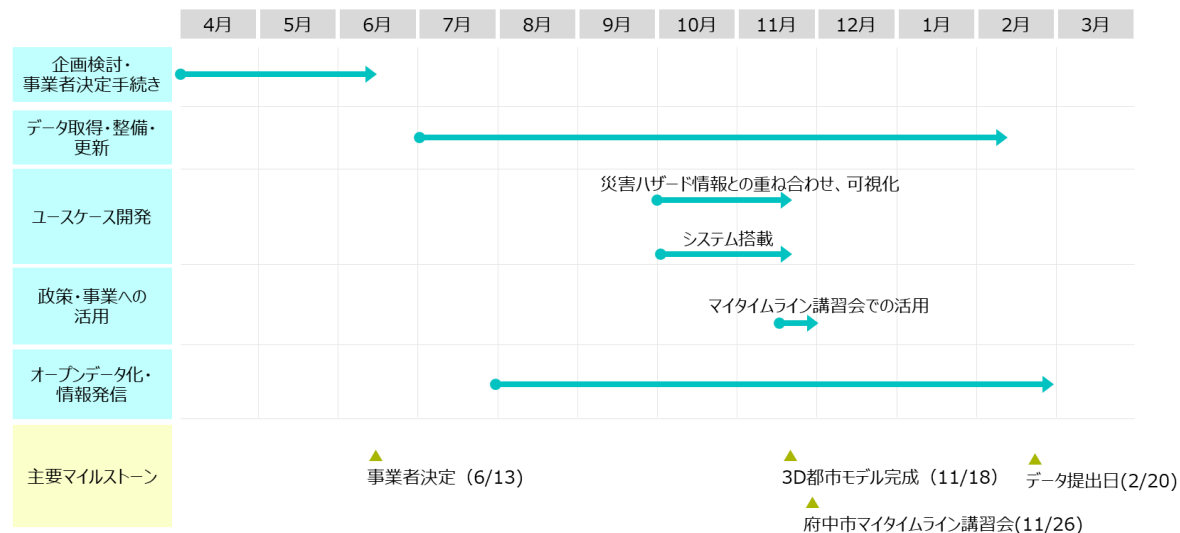 4月 5月 6月 7月 8月 9月 10月 11月 12月 1月 2月 3月
企画検討・
事業者決定手続き
データ取得・整備・
更新
ユースケース開発
災害ハザード情報との重ね合わせ、可視化
システム搭載
政策・事業への
活用
マイタイムライン講習会での活用
オープンデータ化・
情報発信
主要マイルストーン
事業者決定（6/13)
3D都市モデル完成（11/18）
データ提出日(2/20)
府中市マイタイムライン講習会(11/26)